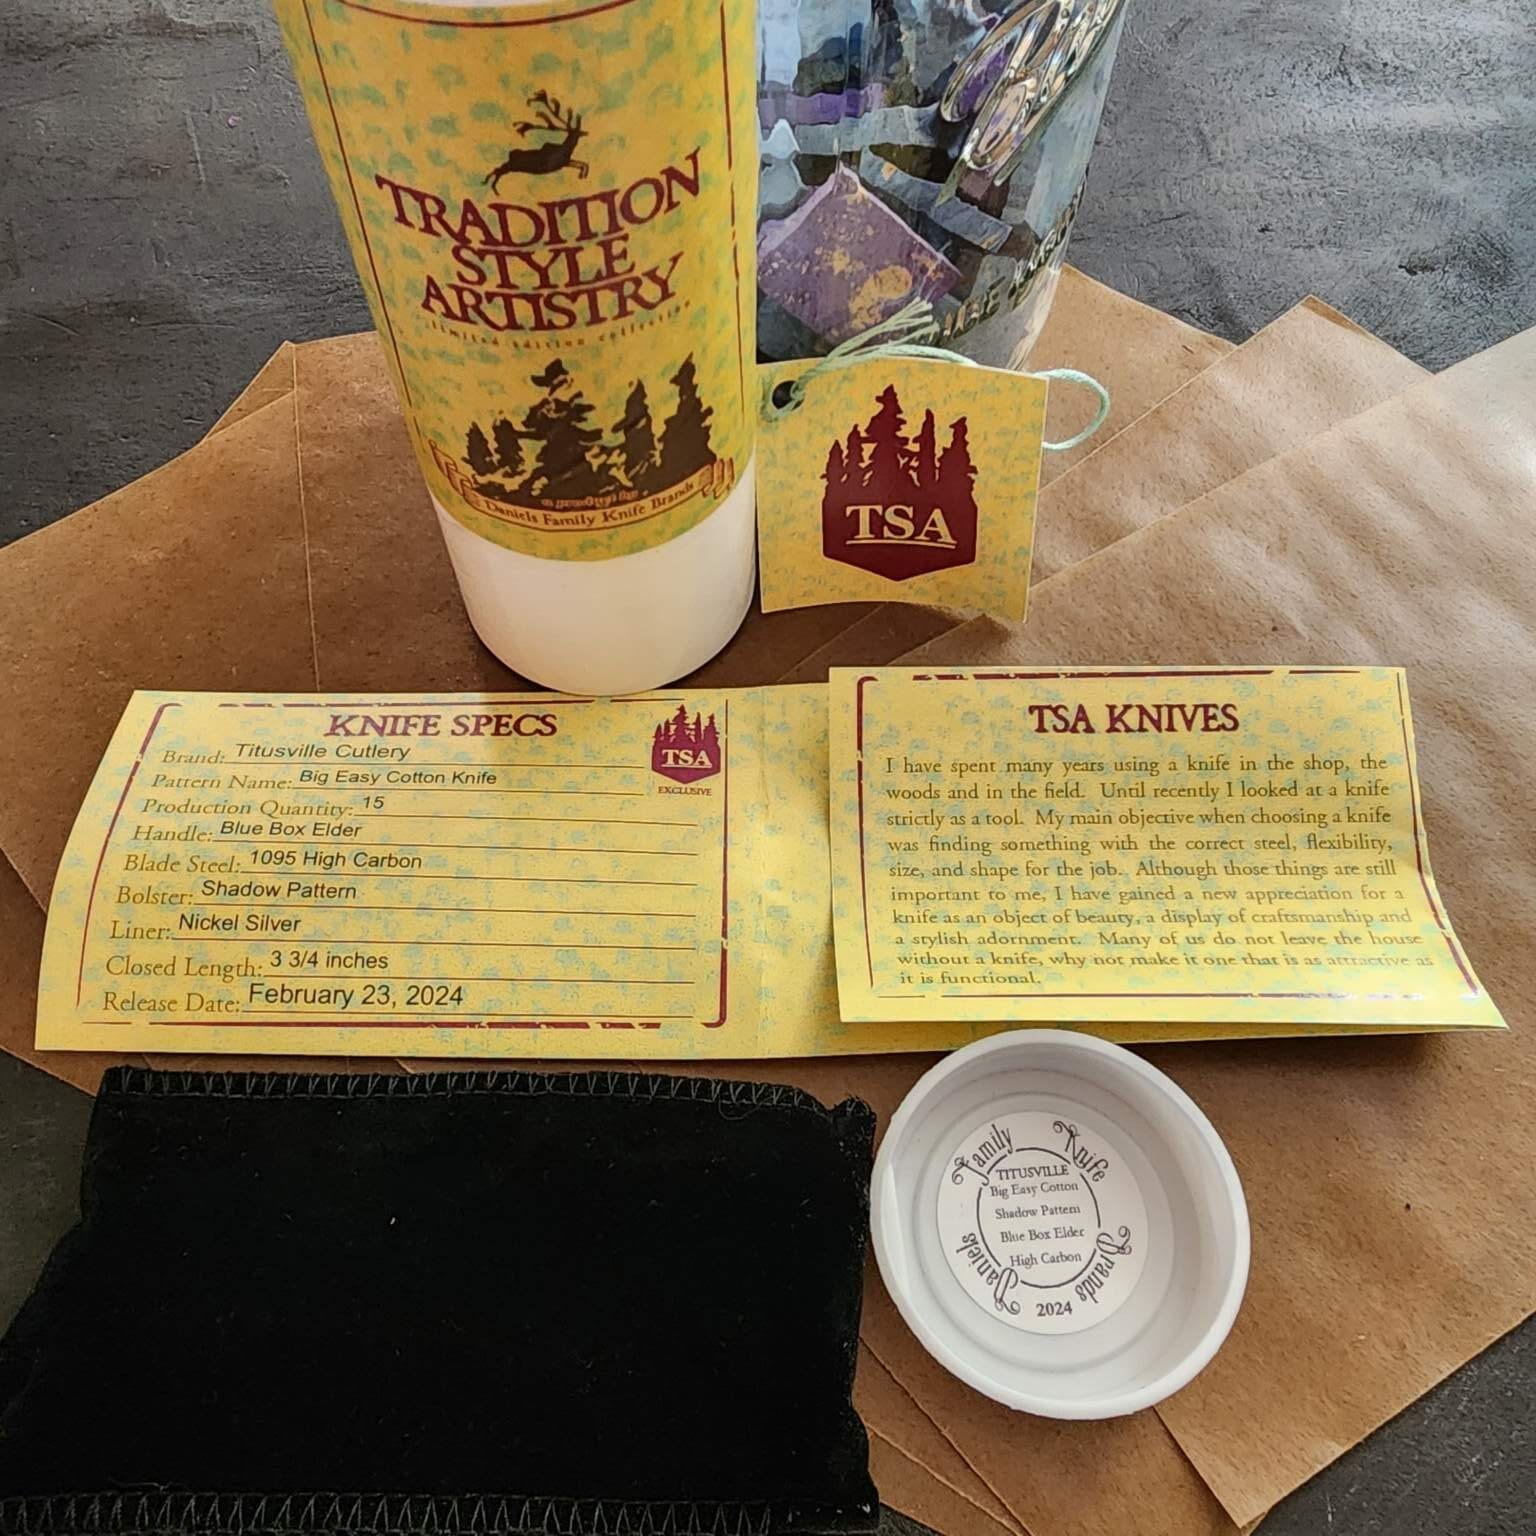 TRADITION
STYLE
ARTISTRY
limited edition collection
a product by
Daniels Family Knife Brands
TSA
KNIFE SPECS
TSA
EXCLUSIVE
Brand: Titusville Cutlery
Pattern Name: Big Easy Cotton Knife
Production Quantity: 15
Handle: Blue Box Elder
Blade Steel: 1095 High Carbon
Bolster: Shadow Pattern
Liner: Nickel Silver
Closed Length: 3 3/4 inches
Release Date: February 23, 2024
TSA KNIVES
I have spent many years using a knife in the shop, the
woods and in the field. Until recently I looked at a knife
strictly as a tool. My main objective when choosing a knife
was finding something with the correct steel, flexibility,
size, and shape for the job. Although those things are still
important to me, I have gained a new appreciation for a
knife as an object of beauty, a display of craftsmanship and
a stylish adornment. Many of us do not leave the house
without a knife, why not make it one that is as attractive as
it is functional.
Daniels Family Knife Brands
TITUSVILLE
Big Easy Cotton
Shadow Pattern
Blue Box Elder
High Carbon
2024